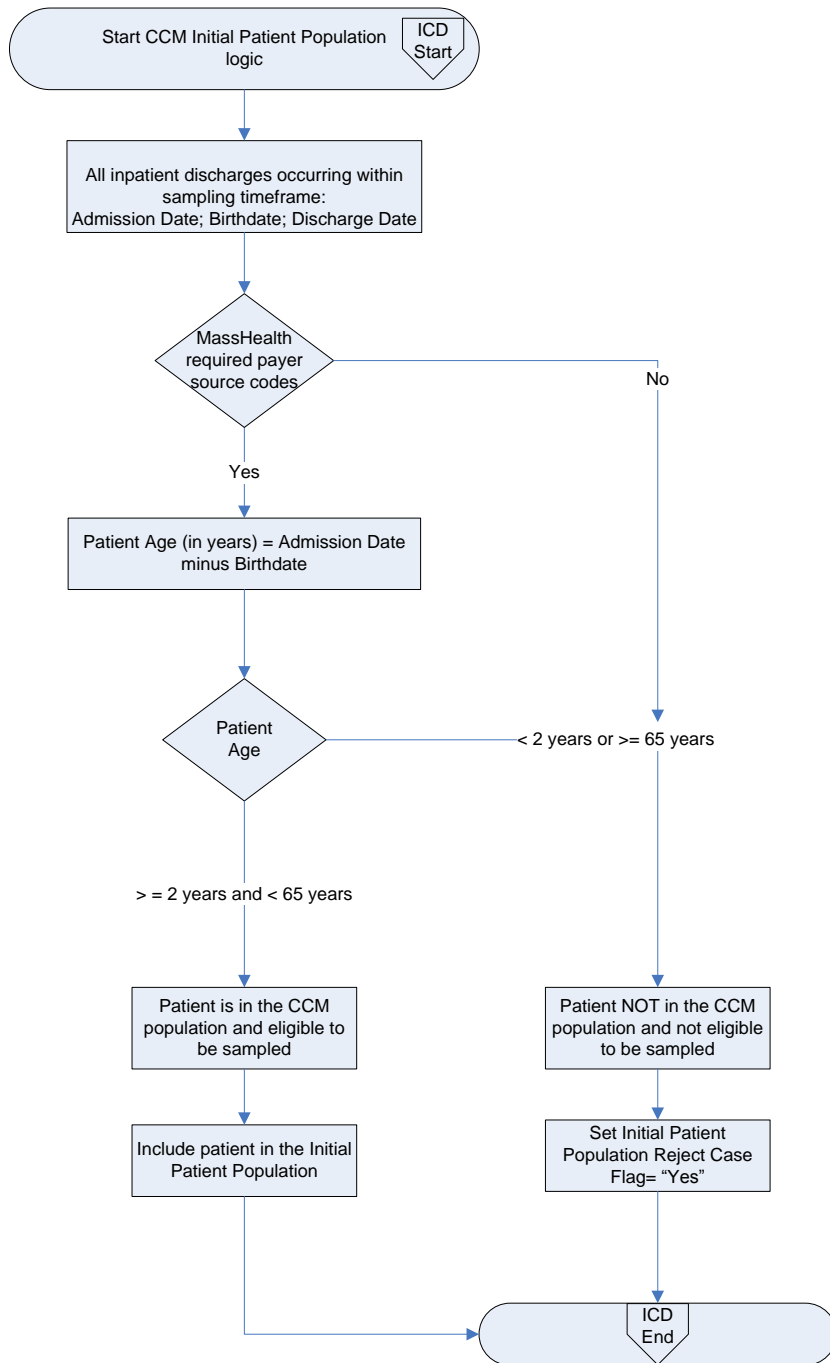 Start CCM Initial Patient Population
logic
ICD
Start
All inpatient discharges occurring within
sampling timeframe:
Admission Date; Birthdate; Discharge Date
MassHealth
required payer
source codes
No
Yes
Patient Age (in years) = Admission Date
minus Birthdate
Patient
Age
< 2 years or >= 65 years
> = 2 years and < 65 years
Patient is in the CCM
population and eligible to
be sampled
Patient NOT in the CCM
population and not eligible
to be sampled
Include patient in the Initial
Patient Population
Set Initial Patient
Population Reject Case
Flag= “Yes”
ICD
End